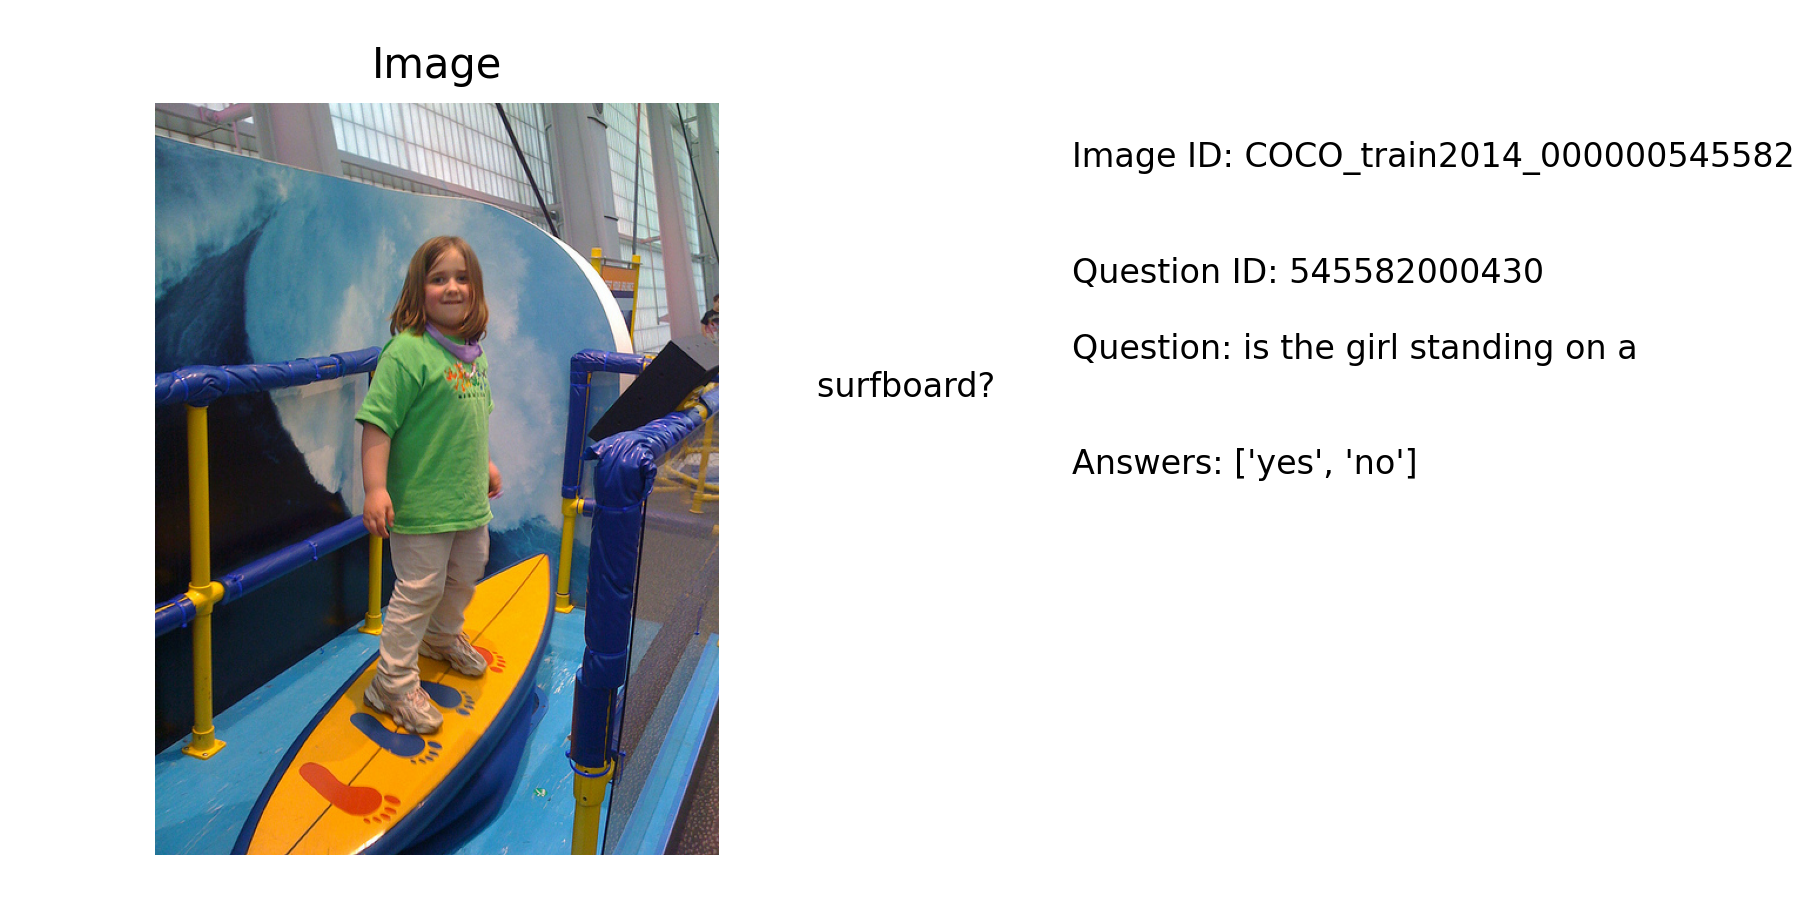 Image
Image ID: COCO_train2014_000000545582
Question ID: 545582000430
Question: is the girl standing on a
surfboard?
Answers: ['yes', 'no']